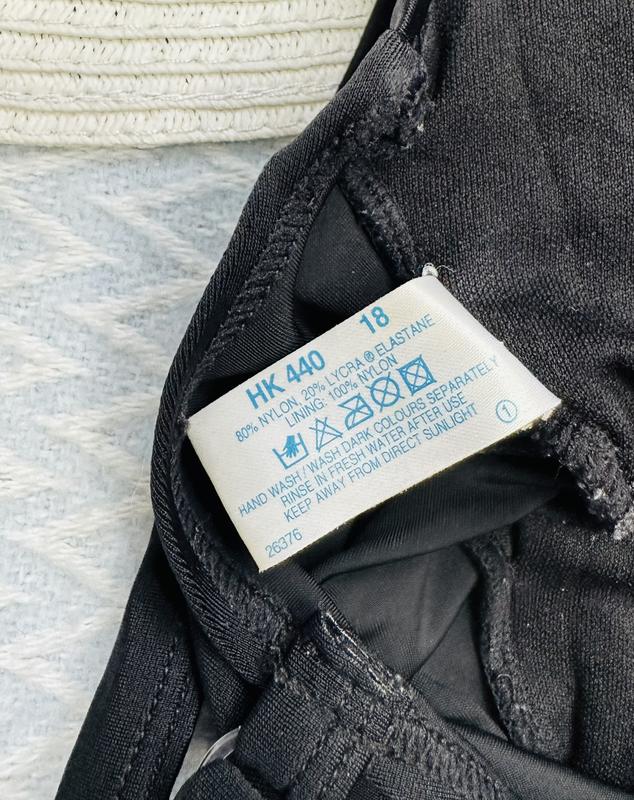 HK 440 18
80% NYLON, 20% LYCRA ® ELASTANE
LINING: 100% NYLON
HAND WASH / WASH DARK COLOURS SEPARATELY
RINSE IN FRESH WATER AFTER USE
KEEP AWAY FROM DIRECT SUNLIGHT
1
26376